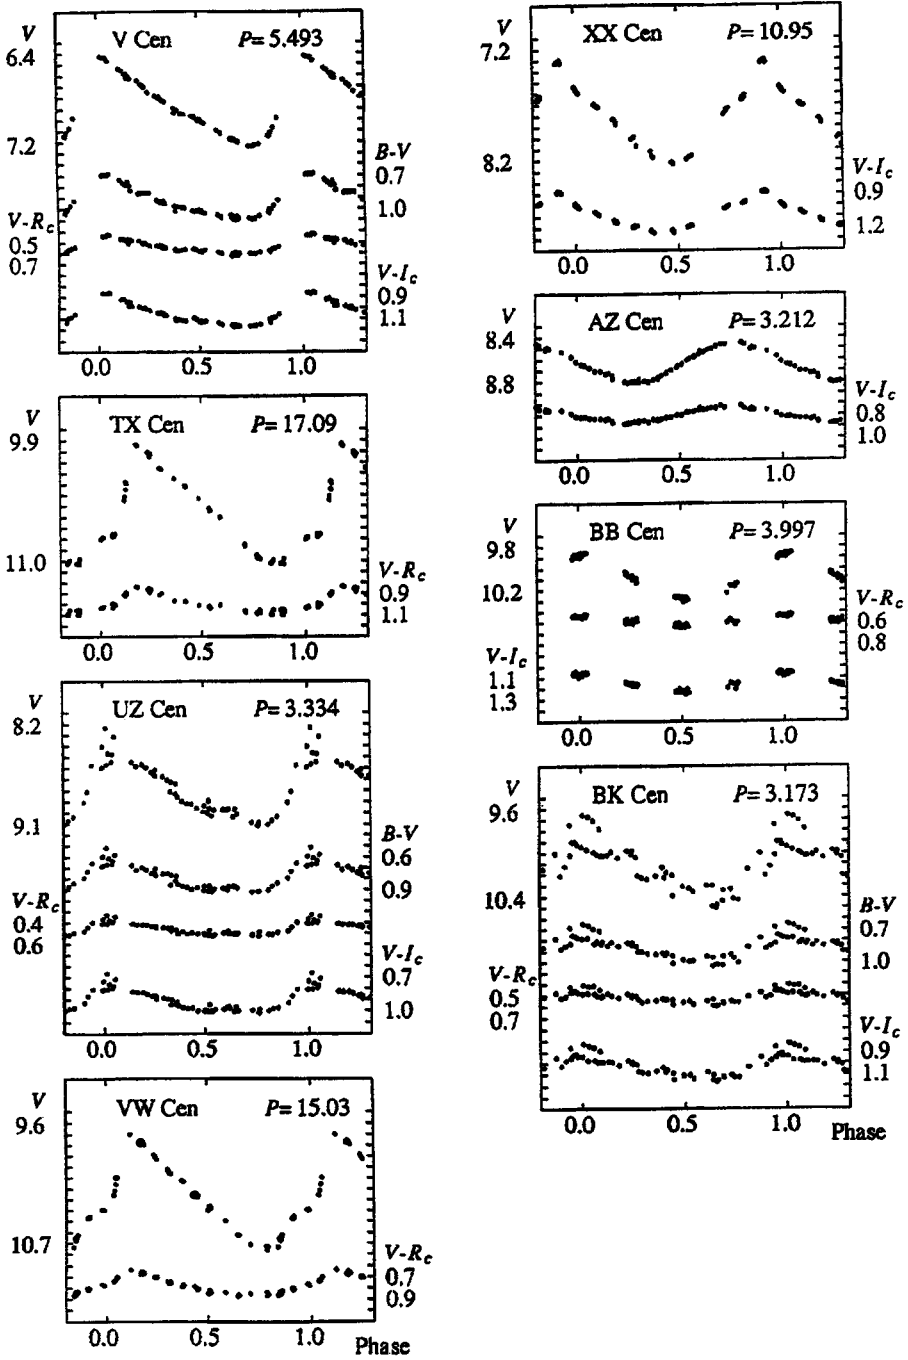 V
V Cen P= 5.493
6.4
7.2
B-V
0.7
1.0
V-Rc
0.5
0.7
V-Ic
0.9
1.1
0.0 0.5 1.0
V
TX Cen P= 17.09
9.9
11.0
V-Rc
0.9
1.1
0.0 0.5 1.0
V
UZ Cen P= 3.334
8.2
9.1
B-V
0.6
0.9
V-Rc
0.4
0.6
V-Ic
0.7
1.0
0.0 0.5 1.0
V
VW Cen P= 15.03
9.6
10.7
V-Rc
0.7
0.9
0.0 0.5 1.0 Phase
V
XX Cen P= 10.95
7.2
8.2
V-Ic
0.9
1.2
0.0 0.5 1.0
V
AZ Cen P= 3.212
8.4
8.8
V-Ic
0.8
1.0
0.0 0.5 1.0
V
BB Cen P= 3.997
9.8
10.2
V-Rc
0.6
0.8
V-Ic
1.1
1.3
0.0 0.5 1.0
V
BK Cen P= 3.173
9.6
10.4
B-V
0.7
1.0
V-Rc
0.5
0.7
V-Ic
0.9
1.1
0.0 0.5 1.0 Phase